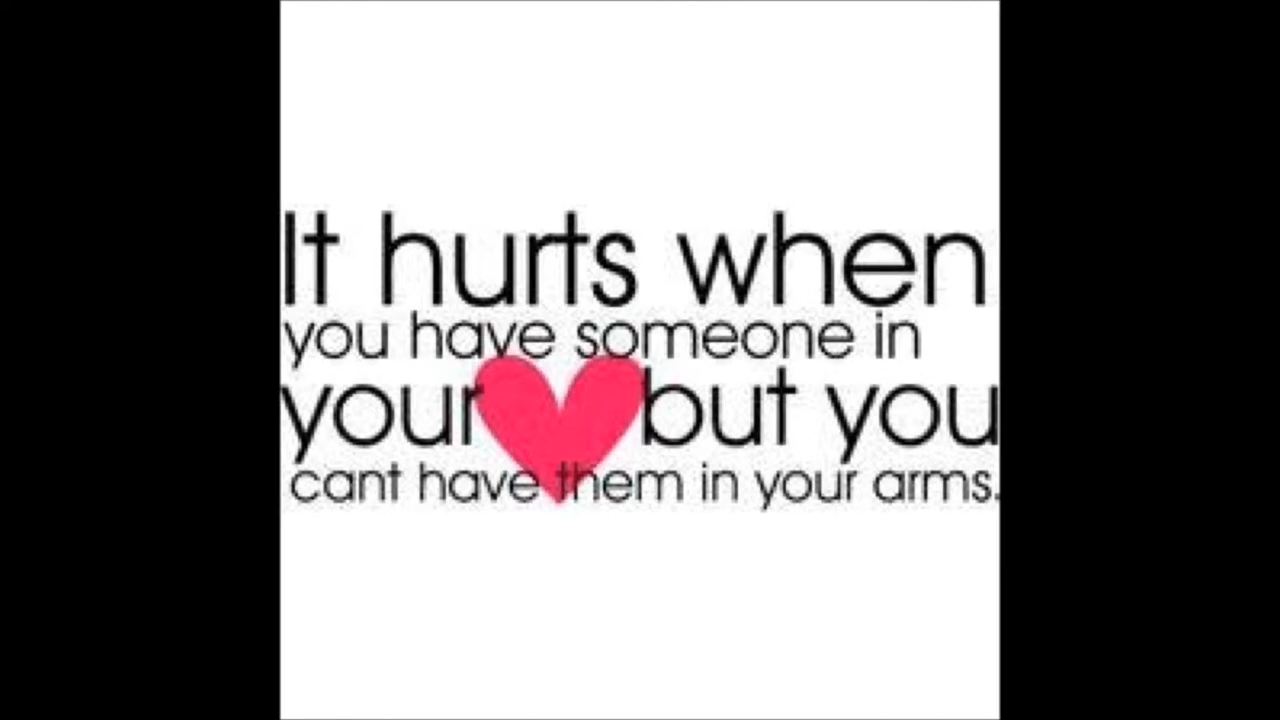 It hurts when
you have someone in
your but you
cant have them in your arms.